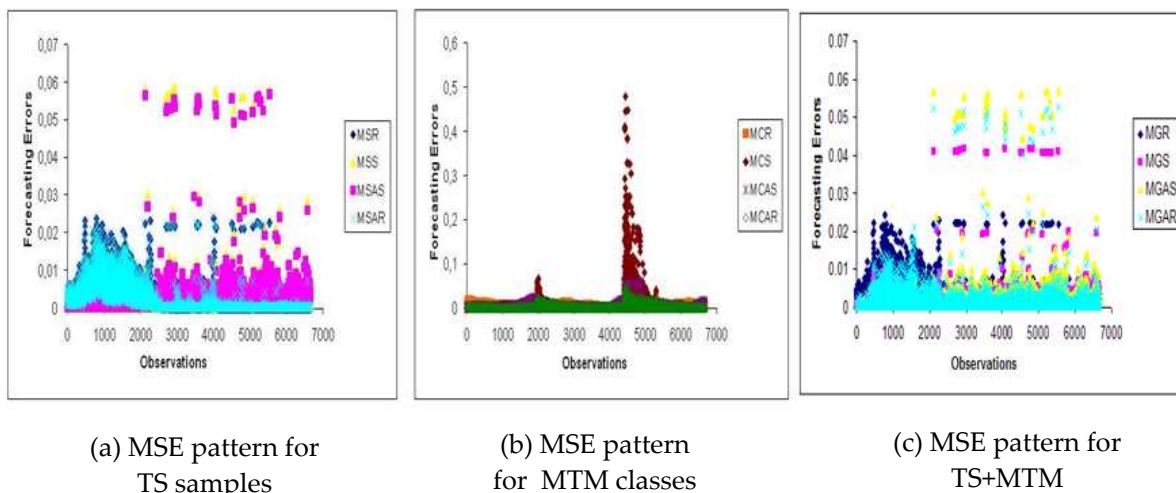 0,07
0,06
0,05
0,04
0,03
0,02
0,01
0
Forecasting Errors
0 1000 2000 3000 4000 5000 6000 7000
Observations
MSR
MSS
MSAS
MSAR
(a) MSE pattern for
TS samples
0,6
0,5
0,4
0,3
0,2
0,1
0
Forecasting Errors
0 1000 2000 3000 4000 5000 6000 7000
Observations
MCR
MCS
MCAS
MCAR
(b) MSE pattern
for MTM classes
0.07
0.06
0.05
0.04
0.03
0.02
0.01
0
Forecasting Errors
0 1000 2000 3000 4000 5000 6000 7000
Observations
MGR
MGS
MGAS
MGAR
(c) MSE pattern for
TS+MTM